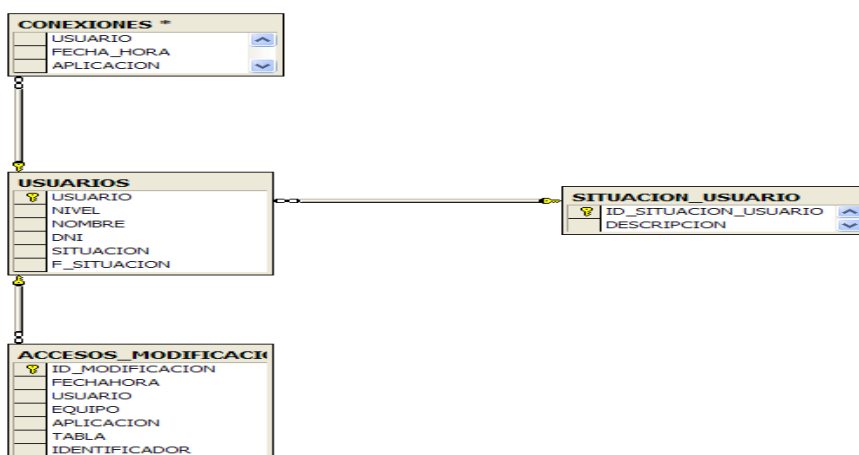 CONEXIONES *
USUARIO
FECHA_HORA
APLICACION
USUARIOS
USUARIO
NIVEL
NOMBRE
DNI
SITUACION
F_SITUACION
SITUACION_USUARIO
ID_SITUACION_USUARIO
DESCRIPCION
ACCESOS_MODIFICACI
ID_MODIFICACION
FECHAHORA
USUARIO
EQUIPO
APLICACION
TABLA
IDENTIFICADOR